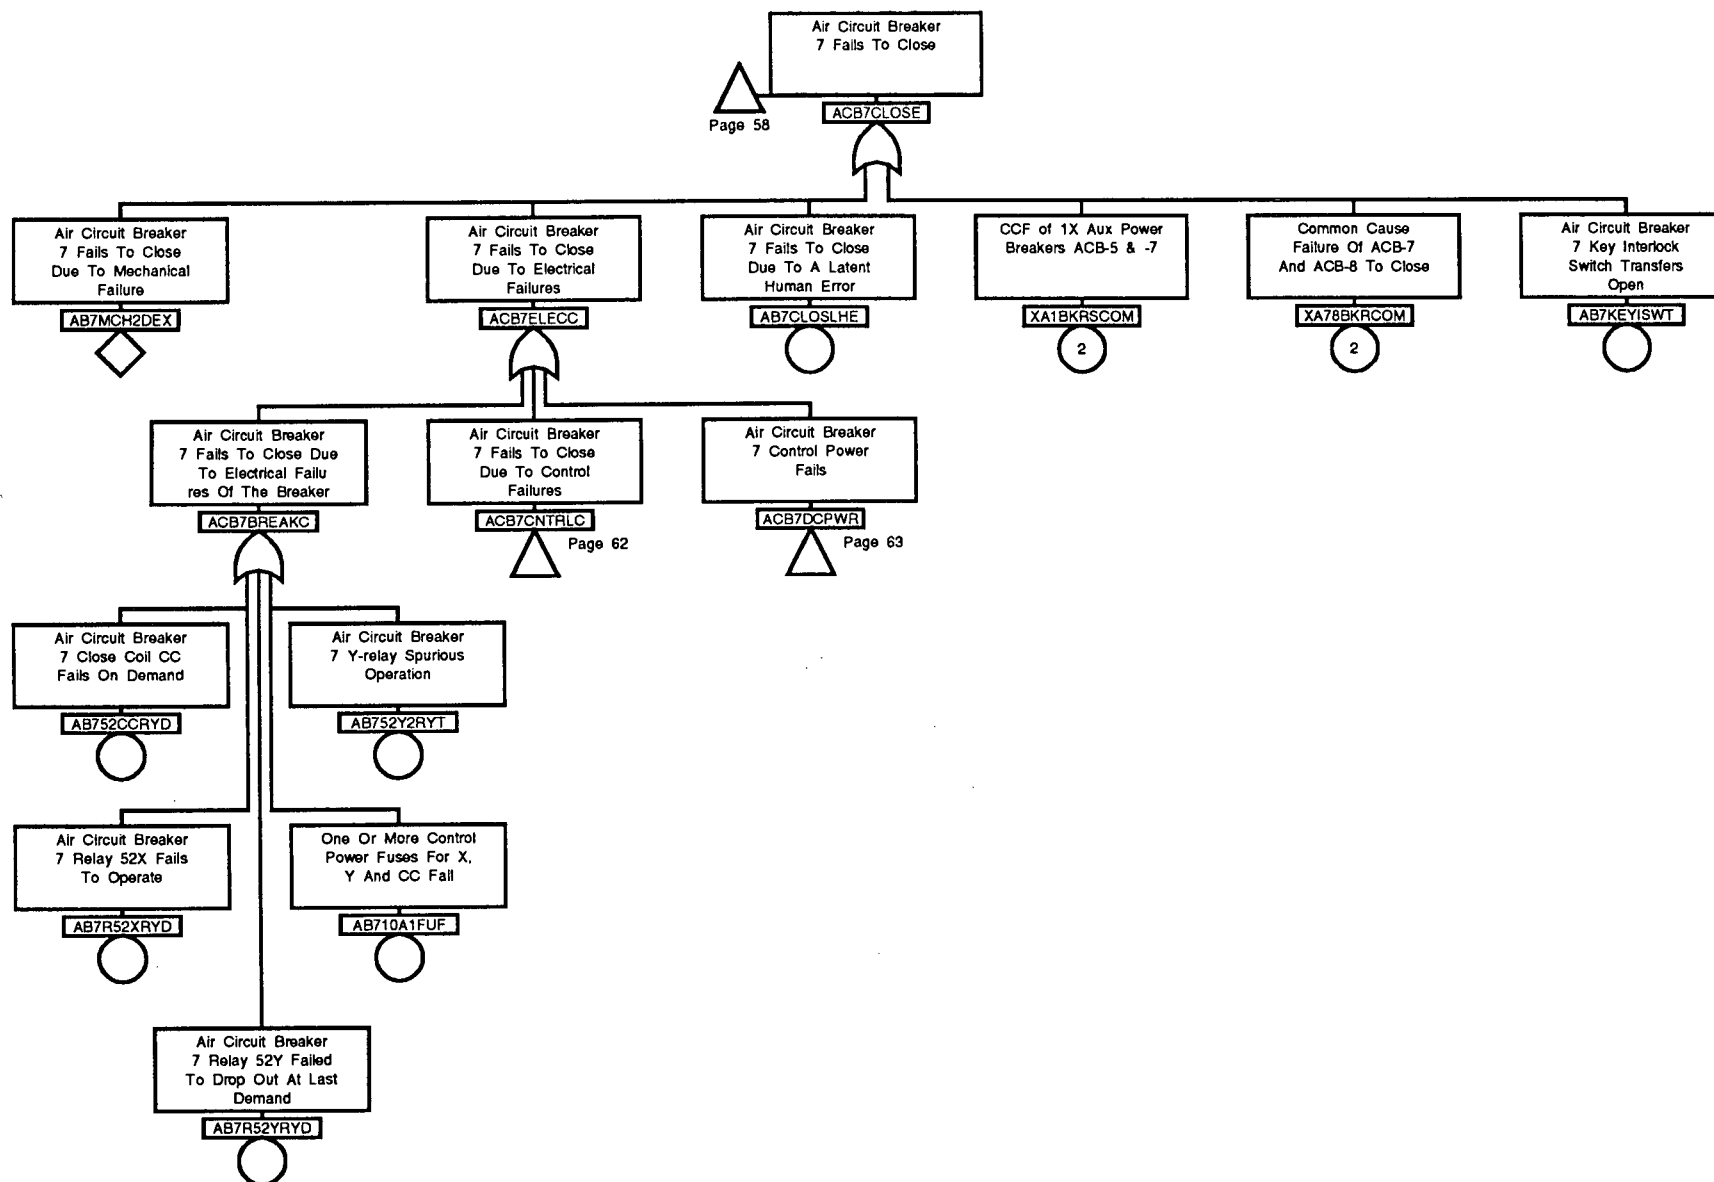 Air Circuit Breaker
7 Fails To Close
Page 58
ACB7CLOSE
Air Circuit Breaker
7 Fails To Close
Due To Mechanical
Failure
AB7MCH2DEX
Air Circuit Breaker
7 Fails To Close
Due To Electrical
Failures
ACB7ELECC
Air Circuit Breaker
7 Fails To Close
Due To A Latent
Human Error
AB7CLOSLHE
CCF of 1X Aux Power
Breakers ACB-5 & -7
XA1BKRSCOM
2
Common Cause
Failure Of ACB-7
And ACB-8 To Close
XA78BKRCOM
2
Air Circuit Breaker
7 Key Interlock
Switch Transfers
Open
AB7KEYISWT
Air Circuit Breaker
7 Fails To Close Due
To Electrical Failu
res Of The Breaker
ACB7BREAKC
Air Circuit Breaker
7 Fails To Close
Due To Control
Failures
ACB7CNTRLC
Page 62
Air Circuit Breaker
7 Control Power
Fails
ACB7DCPWR
Page 63
Air Circuit Breaker
7 Close Coil CC
Fails On Demand
AB752CCRYD
Air Circuit Breaker
7 Y-relay Spurious
Operation
AB752Y2RYT
Air Circuit Breaker
7 Relay 52X Fails
To Operate
AB7R52XRYD
One Or More Control
Power Fuses For X,
Y And CC Fail
AB710A1FUF
Air Circuit Breaker
7 Relay 52Y Failed
To Drop Out At Last
Demand
AB7R52YRYD